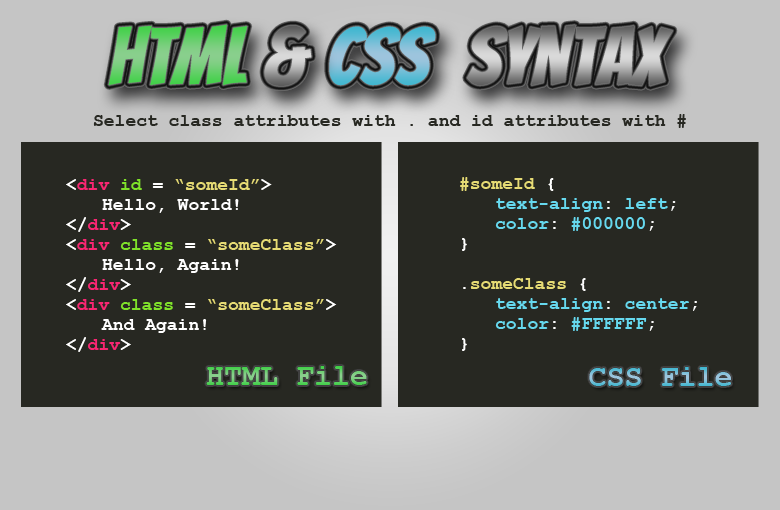 HTML & CSS SYNTAX
Select class attributes with . and id attributes with #
<div id = “someId”>
Hello, World!
</div>
<div class = “someClass”>
Hello, Again!
</div>
<div class = “someClass”>
And Again!
</div>
HTML File
#someId {
text-align: left;
color: #000000;
}
.someClass {
text-align: center;
color: #FFFFFF;
}
CSS File